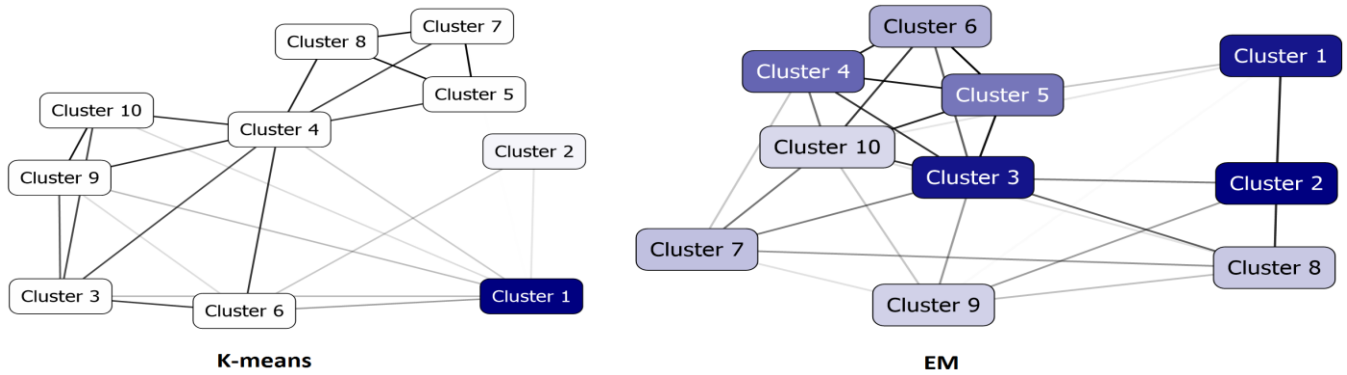 Cluster 7
Cluster 8
Cluster 5
Cluster 10
Cluster 4
Cluster 2
Cluster 9
Cluster 3
Cluster 6
Cluster 1
K-means
Cluster 6
Cluster 1
Cluster 4
Cluster 5
Cluster 10
Cluster 3
Cluster 2
Cluster 7
Cluster 8
Cluster 9
EM